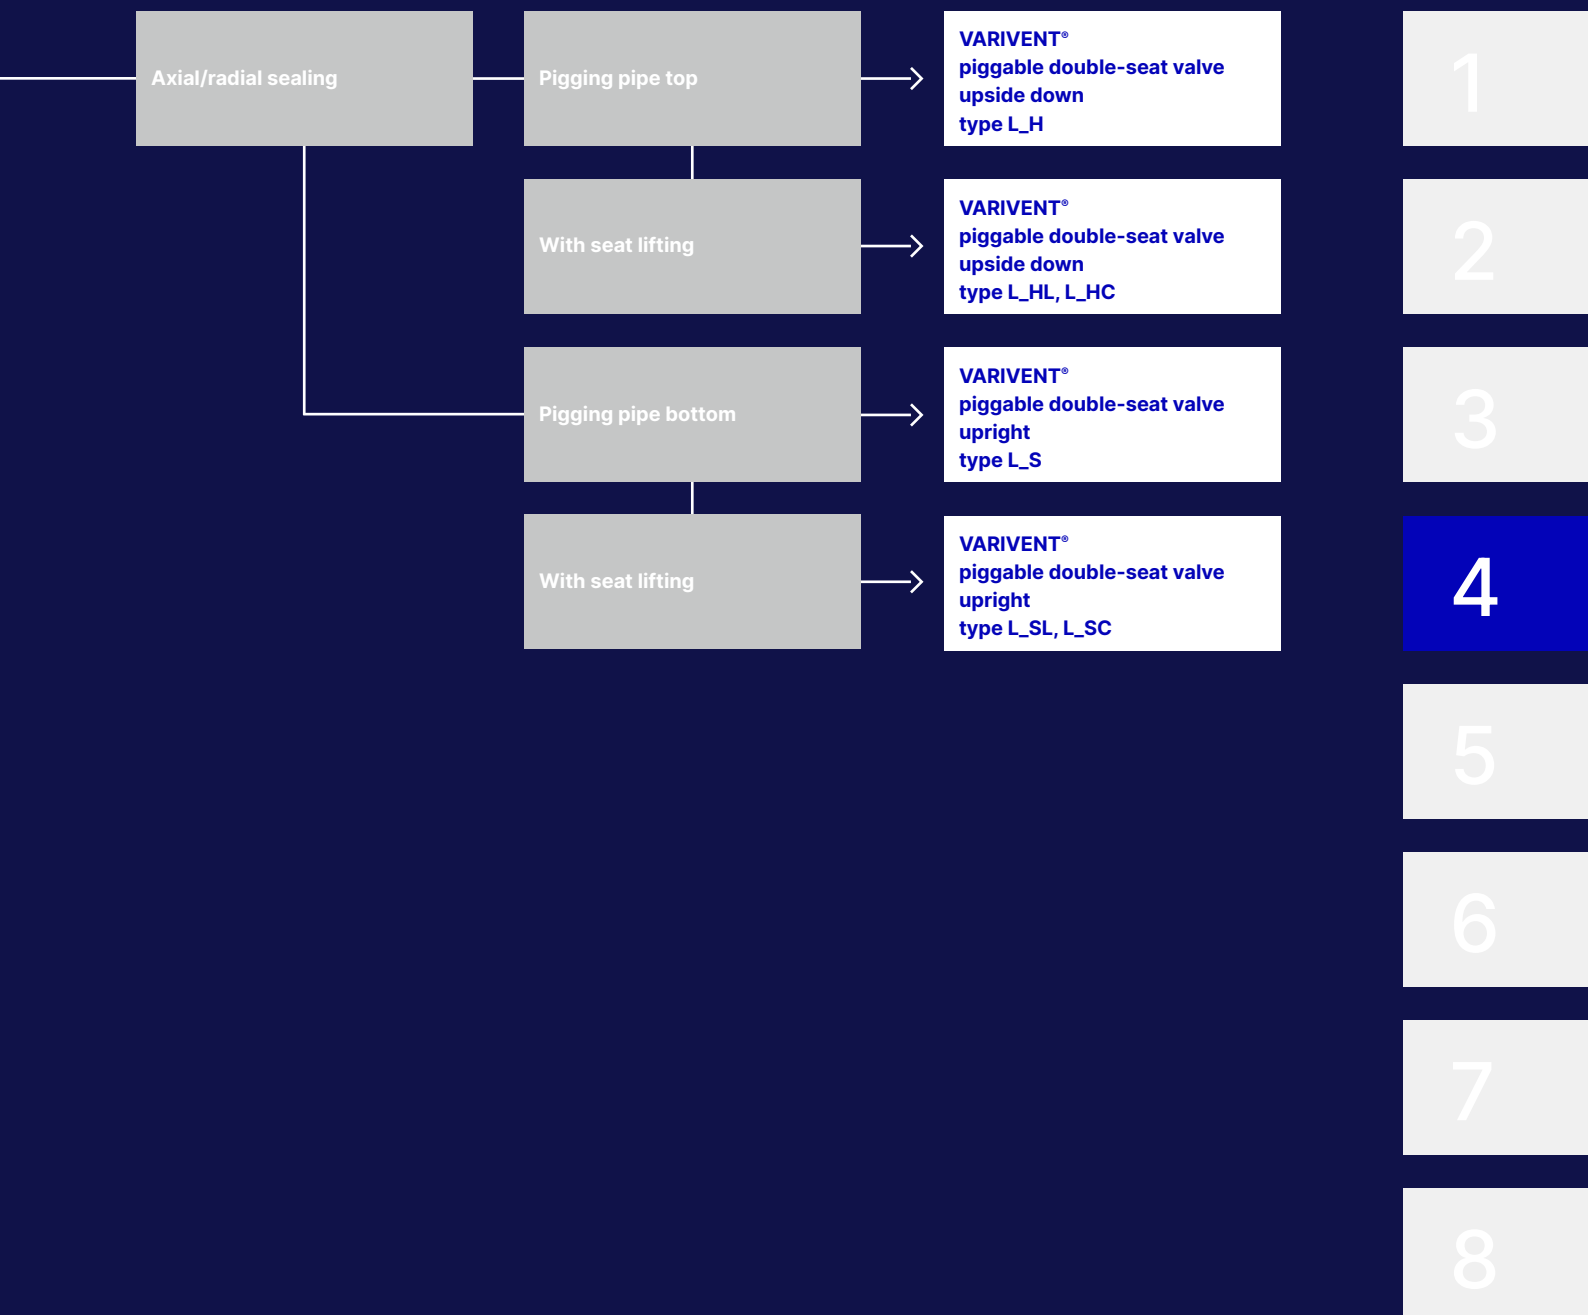 Axial/radial sealing
Pigging pipe top
VARIVENT®
piggable double-seat valve
upside down
type L_H
With seat lifting
VARIVENT®
piggable double-seat valve
upside down
type L_HL, L_HC
Pigging pipe bottom
VARIVENT®
piggable double-seat valve
upright
type L_S
With seat lifting
VARIVENT®
piggable double-seat valve
upright
type L_SL, L_SC
1
2
3
4
5
6
7
8